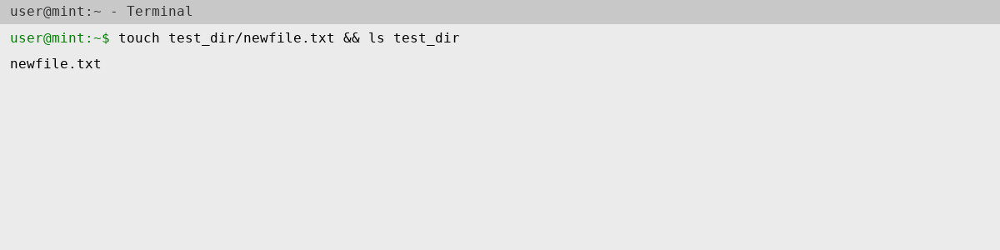 user@mint:~ - Terminal
user@mint:~$ touch test_dir/newfile.txt && ls test_dir
newfile.txt